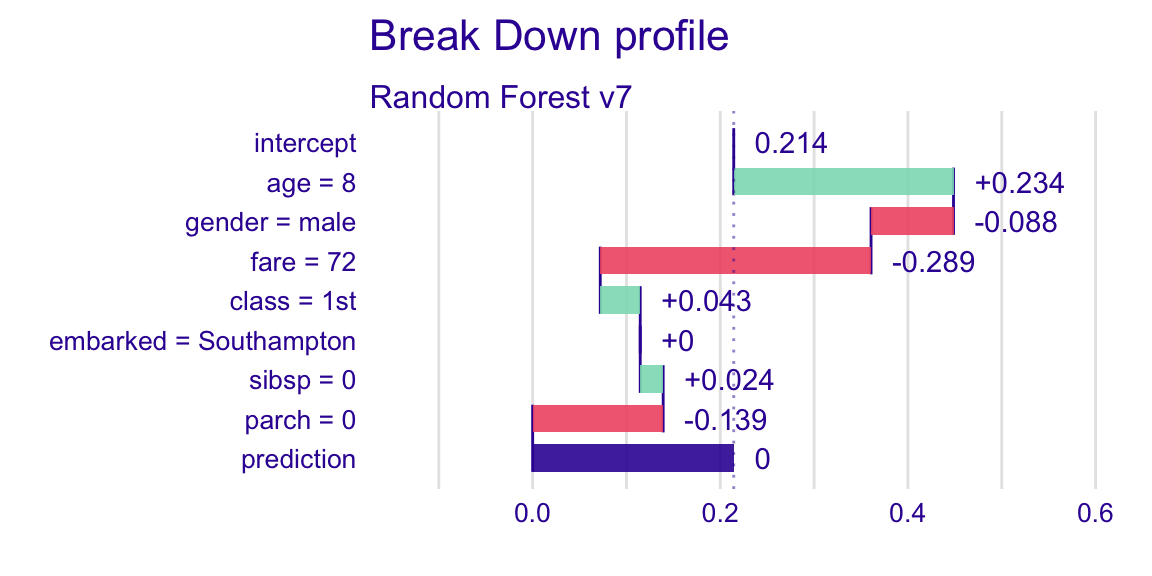 Break Down profile
Random Forest v7
intercept 0.214
age = 8 +0.234
gender = male -0.088
fare = 72 -0.289
class = 1st +0.043
embarked = Southampton +0
sibsp = 0 +0.024
parch = 0 -0.139
prediction 0
0.0 0.2 0.4 0.6